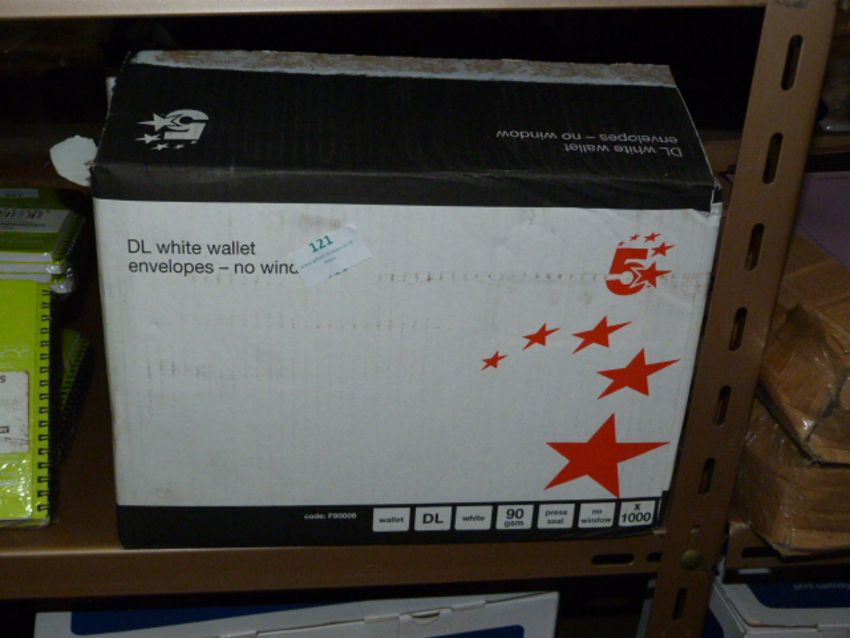 DL white wallet
envelopes – no window
5
DL white wallet
envelopes – no
121
5
code: F90006
wallet
DL
white
90
gsm
press
seal
no
window
x
1000